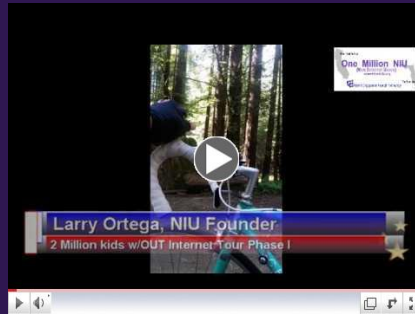 One Million NIU
Larry Ortega, NIU Founder
2 Million kids w/OUT Internet Tour Phase I